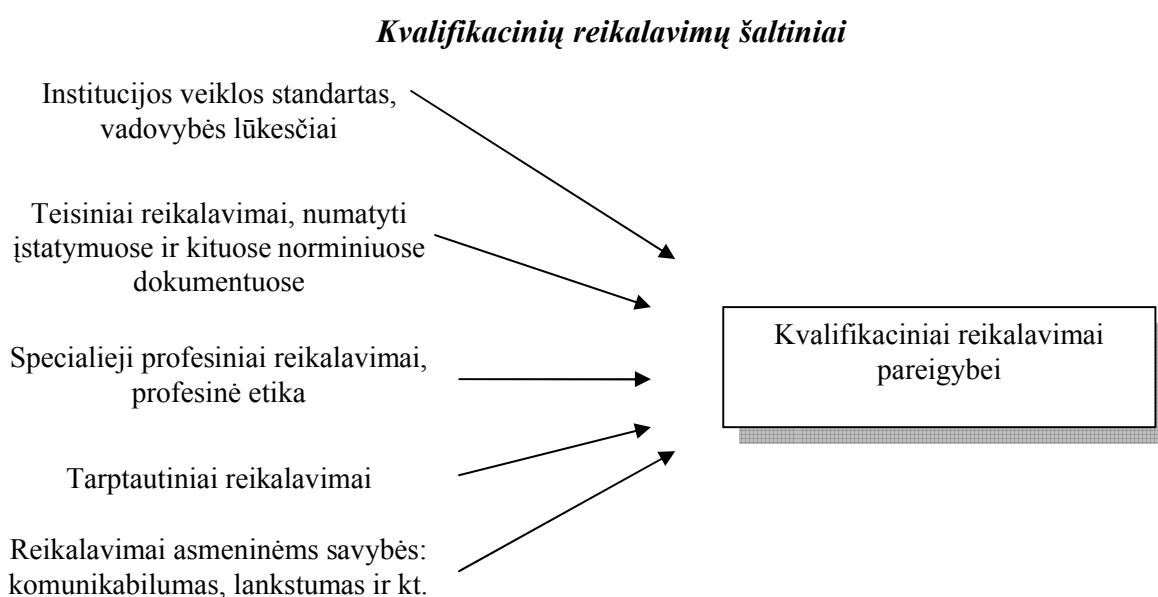 Kvalifikacinių reikalavimų šaltiniai
Institucijos veiklos standartas,
vadovybės lūkesčiai
Teisiniai reikalavimai, numatyti
įstatymuose ir kituose norminiuose
dokumentuose
Specialieji profesiniai reikalavimai,
profesinė etika
Tarptautiniai reikalavimai
Reikalavimai asmeninėms savybės:
komunikabilumas, lankstumas ir kt.
Kvalifikaciniai reikalavimai
pareigybei